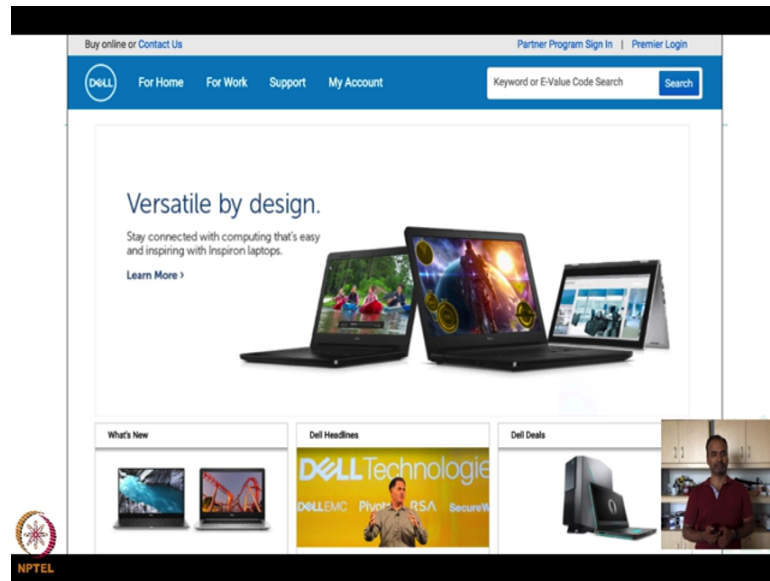 Buy online or Contact Us
Partner Program Sign In | Premier Login
DELL
For Home For Work Support My Account
Keyword or E-Value Code Search
Search
Versatile by design.
Stay connected with computing that's easy
and inspiring with Inspiron laptops.
Learn More ›
What's New
Dell Headlines
Dell Deals
DELLTechnologie
DELLEMC RSA
NPTEL